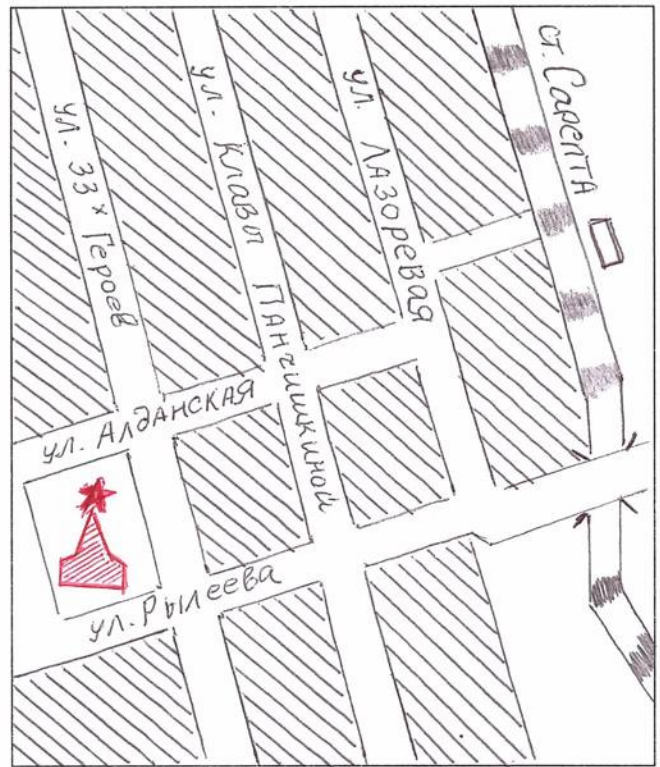 ул. 33х Героев
ул. Клавы Панчишкиной
ул. Лазоревая
ст. Сарепта
ул. Алданская
ул. Рылеева